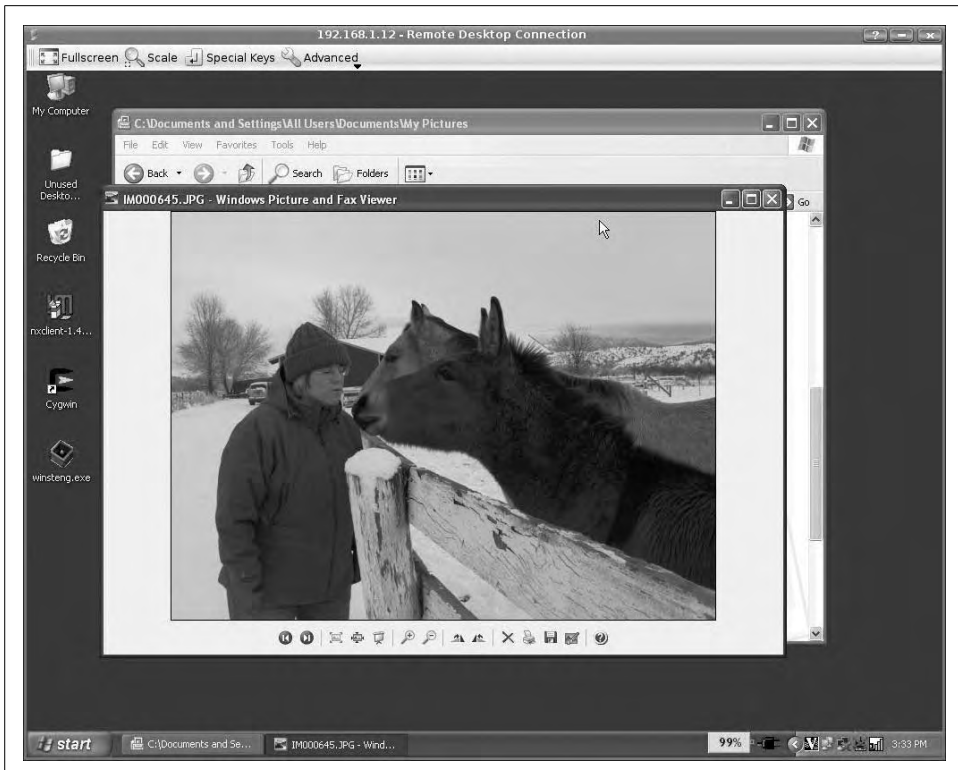 192.168.1.12 - Remote Desktop Connection
Fullscreen Scale Special Keys Advanced
My Computer
C:\Documents and Settings\All Users\Documents\My Pictures
File Edit View Favorites Tools Help
Back Search Folders
Unused
Deskto...
Go
IM000645.JPG - Windows Picture and Fax Viewer
Recycle Bin
nxclient-1.4...
Cygwin
winsteng.exe
start C:\Documents and Se... IM000645.JPG - Wind... 99% 3:33 PM